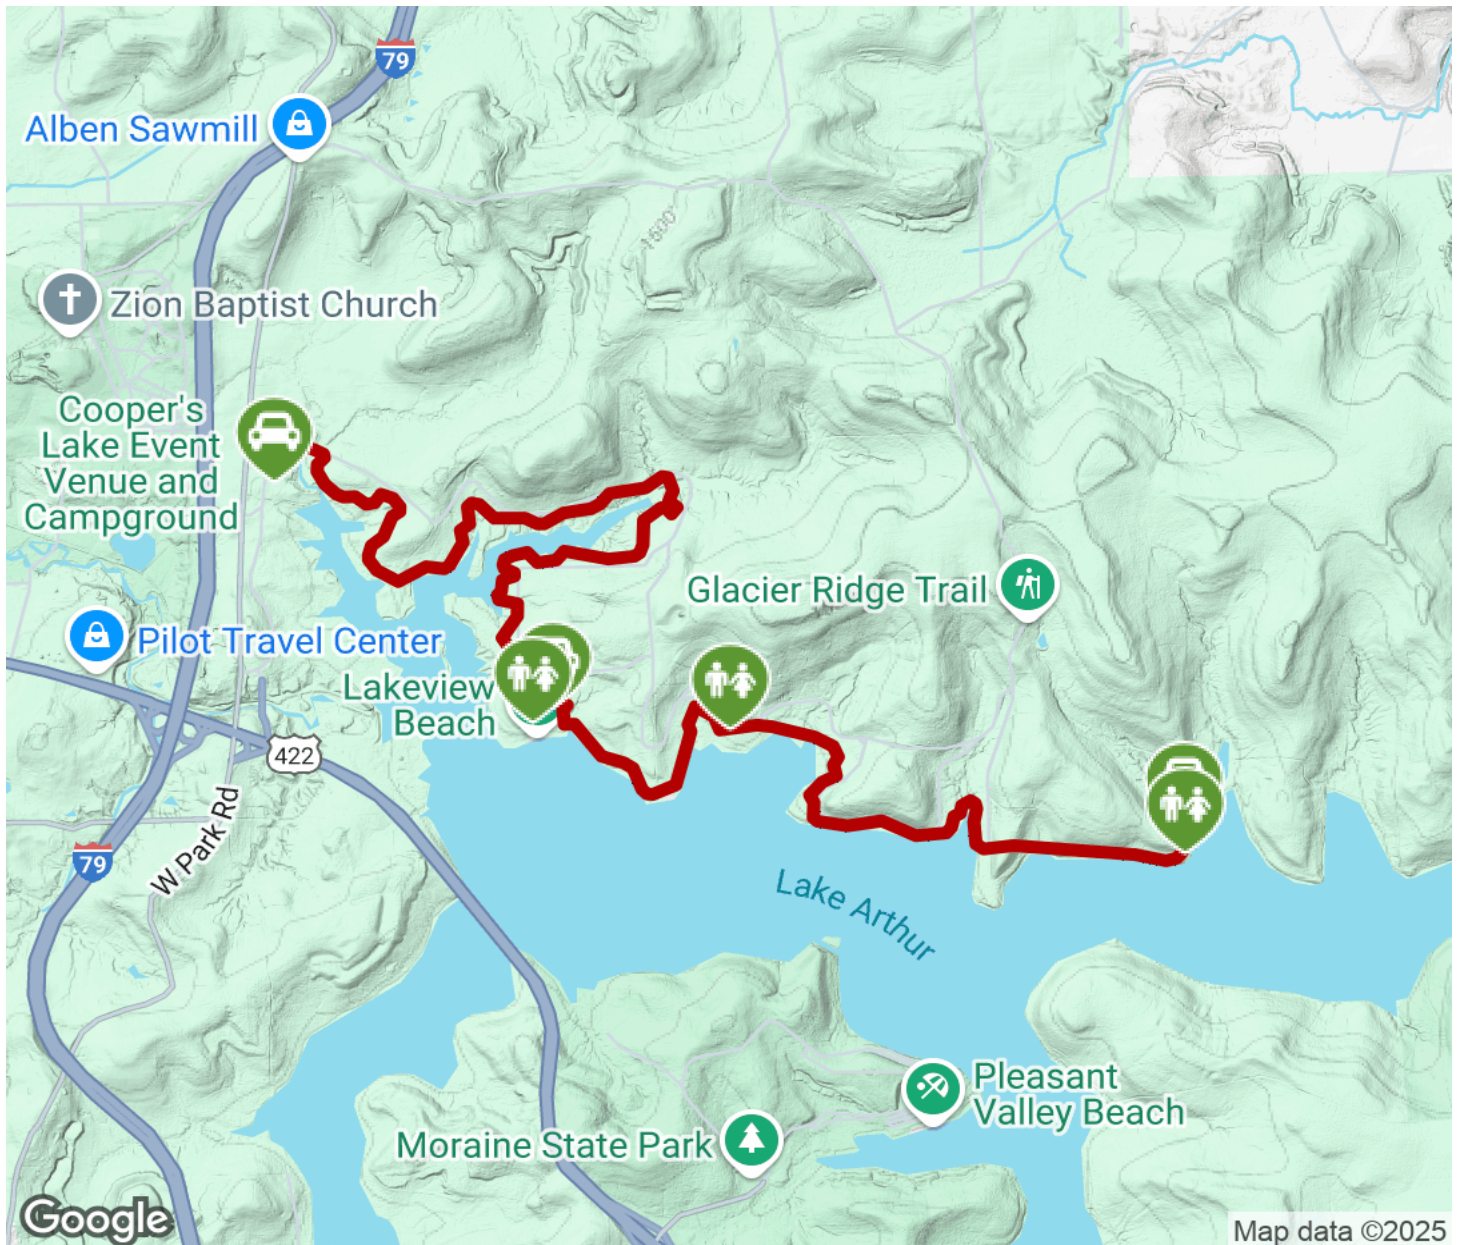 79
Alben Sawmill
1600'
Zion Baptist Church
Cooper's
Lake Event
Venue and
Campground
Glacier Ridge Trail
Pilot Travel Center
Lakeview
Beach
422
W Park Rd
79
Lake Arthur
Pleasant
Valley Beach
Moraine State Park
Google
Map data ©2025